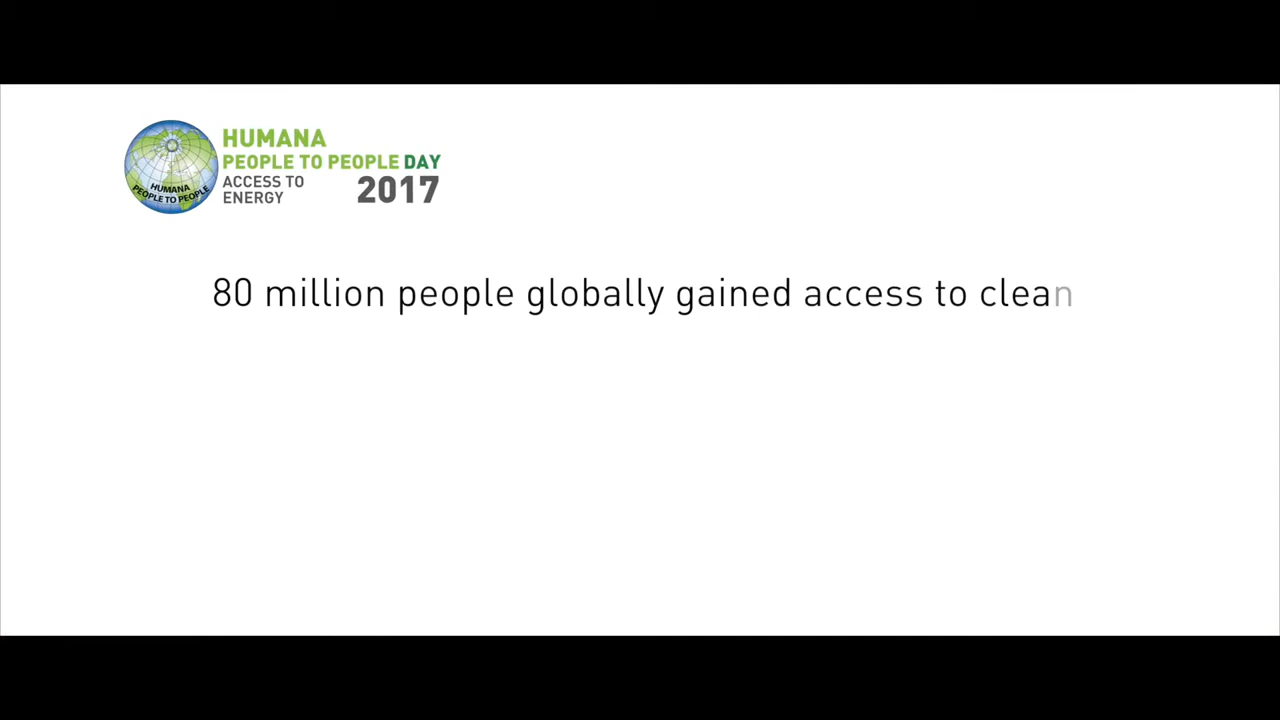 HUMANA
PEOPLE TO PEOPLE DAY
ACCESS TO
ENERGY
2017
HUMANA
PEOPLE TO PEOPLE
80 million people globally gained access to clean